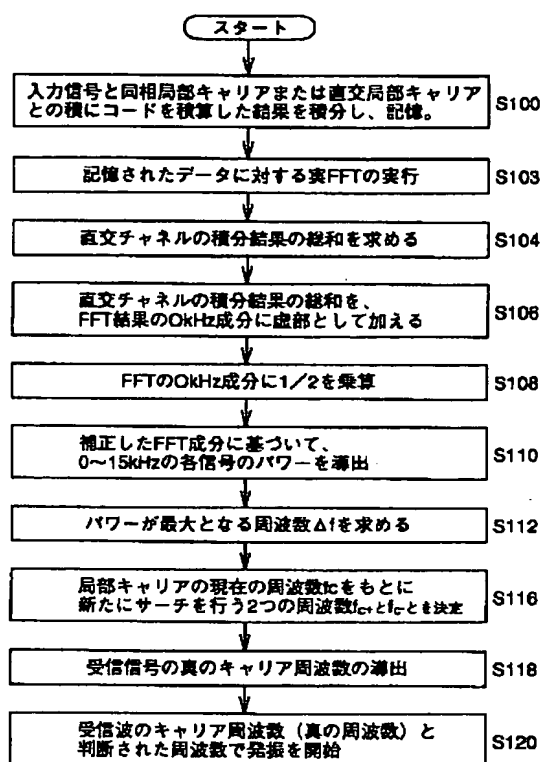 スタート
入力信号と同相局部キャリアまたは直交局部キャリア
との積にコードを積算した結果を積分し、記憶。
S100
記憶されたデータに対する実FFTの実行
S103
直交チャネルの積分結果の総和を求める
S104
直交チャネルの積分結果の総和を、
FFT結果の0kHz成分に虚部として加える
S106
FFTの0kHz成分に1/2を乗算
S108
補正したFFT成分に基づいて、
0～15kHzの各信号のパワーを導出
S110
パワーが最大となる周波数Δfを求める
S112
局部キャリアの現在の周波数fcをもとに
新たにサーチを行う2つの周波数fc+とfc-とを決定
S116
受信信号の真のキャリア周波数の導出
S118
受信波のキャリア周波数（真の周波数）と
判断された周波数で発振を開始
S120